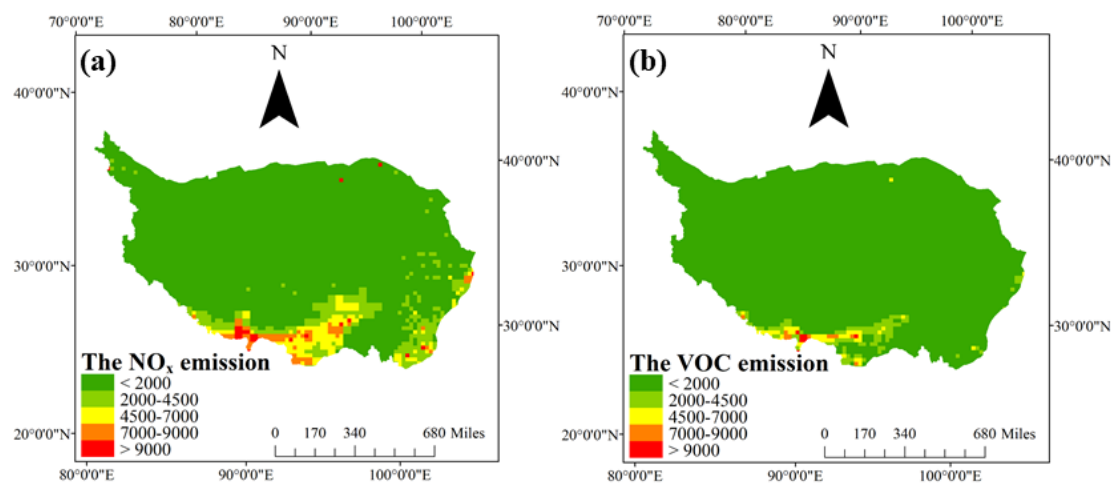 70°0'0"E 80°0'0"E 90°0'0"E 100°0'0"E
(a)
N
40°0'0"N
40°0'0"N
30°0'0"N
30°0'0"N
20°0'0"N
The NOx emission
< 2000
2000-4500
4500-7000
7000-9000
> 9000
0 170 340 680 Miles
80°0'0"E 90°0'0"E 100°0'0"E
70°0'0"E 80°0'0"E 90°0'0"E 100°0'0"E
(b)
N
40°0'0"N
40°0'0"N
30°0'0"N
30°0'0"N
20°0'0"N
The VOC emission
< 2000
2000-4500
4500-7000
7000-9000
> 9000
0 170 340 680 Miles
80°0'0"E 90°0'0"E 100°0'0"E